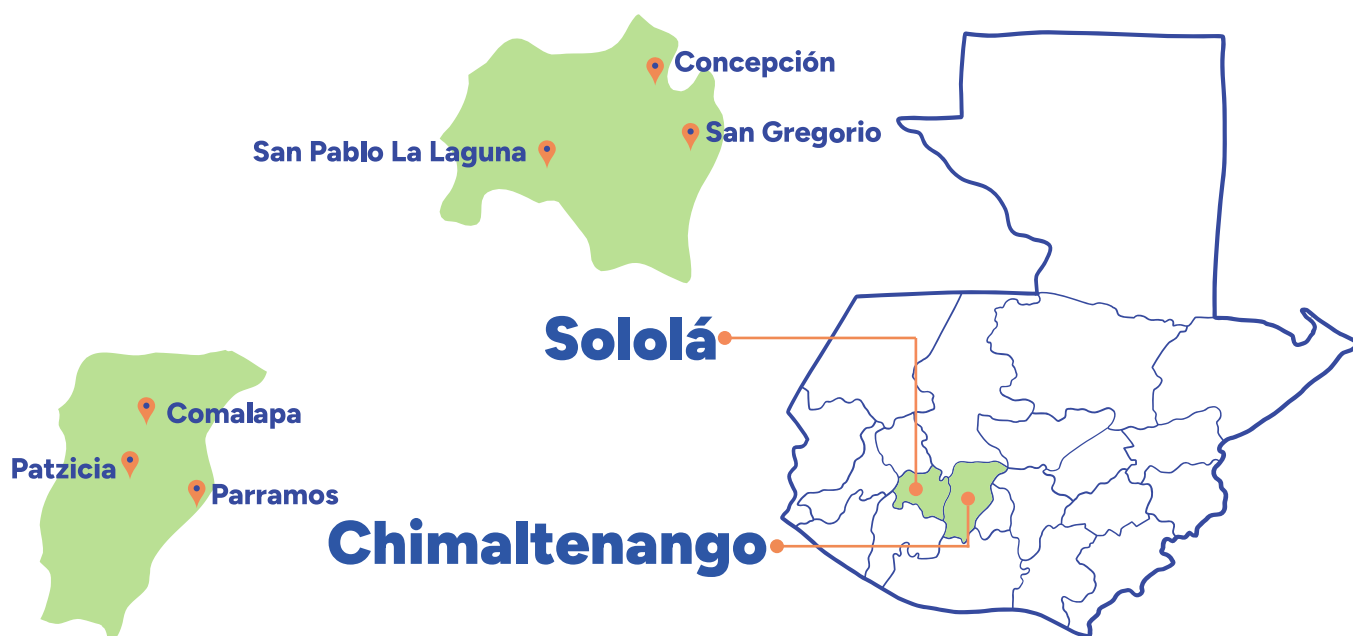 Concepción
San Gregorio
San Pablo La Laguna
Sololá
Comalapa
Patzicia
Parramos
Chimaltenango